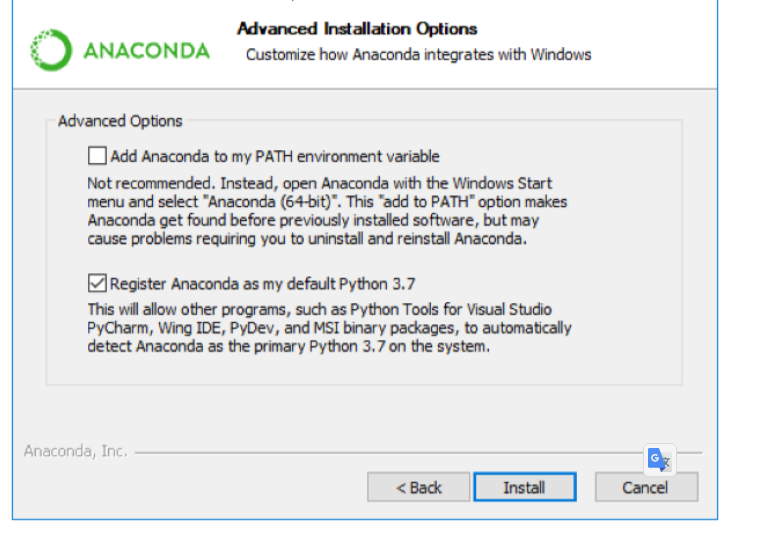 Advanced Installation Options
ANACONDA
Customize how Anaconda integrates with Windows
Advanced Options
Add Anaconda to my PATH environment variable
Not recommended. Instead, open Anaconda with the Windows Start
menu and select "Anaconda (64-bit)". This "add to PATH" option makes
Anaconda get found before previously installed software, but may
cause problems requiring you to uninstall and reinstall Anaconda.
Register Anaconda as my default Python 3.7
This will allow other programs, such as Python Tools for Visual Studio
PyCharm, Wing IDE, PyDev, and MSI binary packages, to automatically
detect Anaconda as the primary Python 3.7 on the system.
Anaconda, Inc.
G
< Back
Install
Cancel